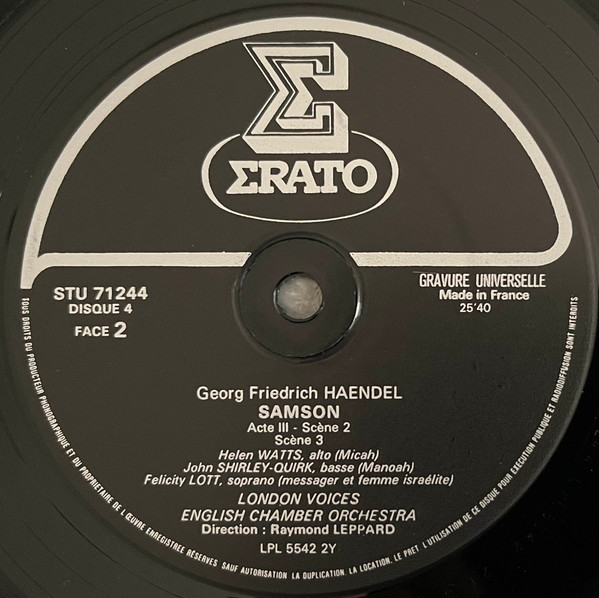 Σ
ΣRATO
STU 71244
DISQUE 4
FACE 2
GRAVURE UNIVERSELLE
Made in France
25'40
Georg Friedrich HAENDEL
SAMSON
Acte III - Scène 2
Scène 3
Helen WATTS, alto (Micah)
John SHIRLEY-QUIRK, basse (Manoah)
Felicity LOTT, soprano (messager et femme israélite)
LONDON VOICES
ENGLISH CHAMBER ORCHESTRA
Direction : Raymond LEPPARD
LPL 5542 2Y
TOUS DROITS DU PRODUCTEUR PHONOGRAPHIQUE ET DU PROPRIETAIRE DE L'ŒUVRE ENREGISTREE RESERVES SAUF AUTORISATION LA DUPLICATION, LA LOCATION, LE PRET L'UTILISATION DE CE DISQUE POUR EXECUTION PUBLIQUE ET RADIODIFFUSION SONT INTERDITS